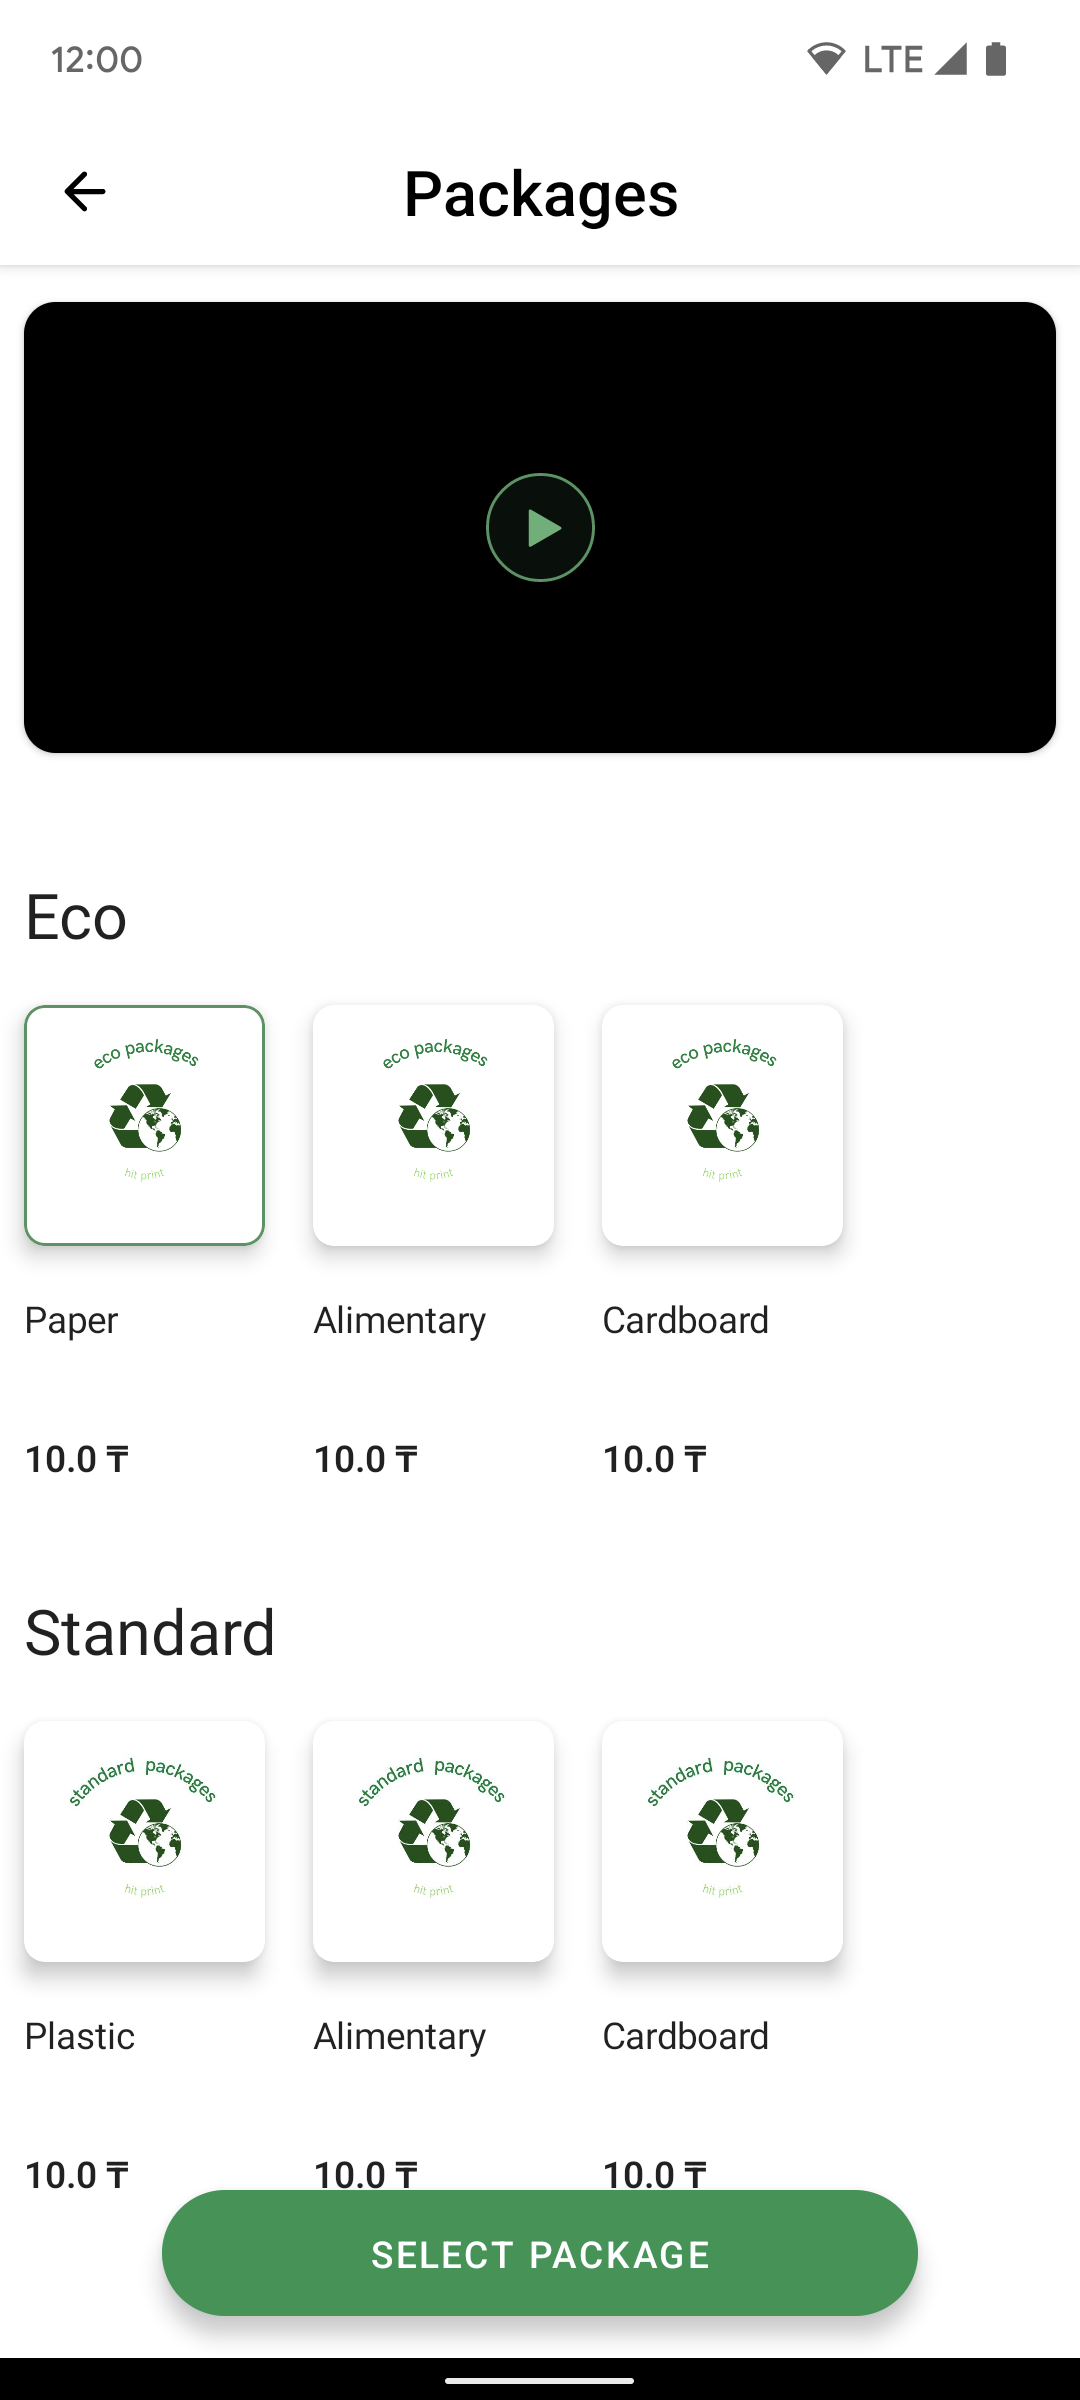 12:00 LTE
Packages
Eco
eco packages eco packages eco packages
hit print hit print hit print
Paper Alimentary Cardboard
10.0 ₸ 10.0 ₸ 10.0 ₸
Standard
standard packages standard packages standard packages
hit print hit print hit print
Plastic Alimentary Cardboard
10.0 ₸ 10.0 ₸ 10.0 ₸
SELECT PACKAGE